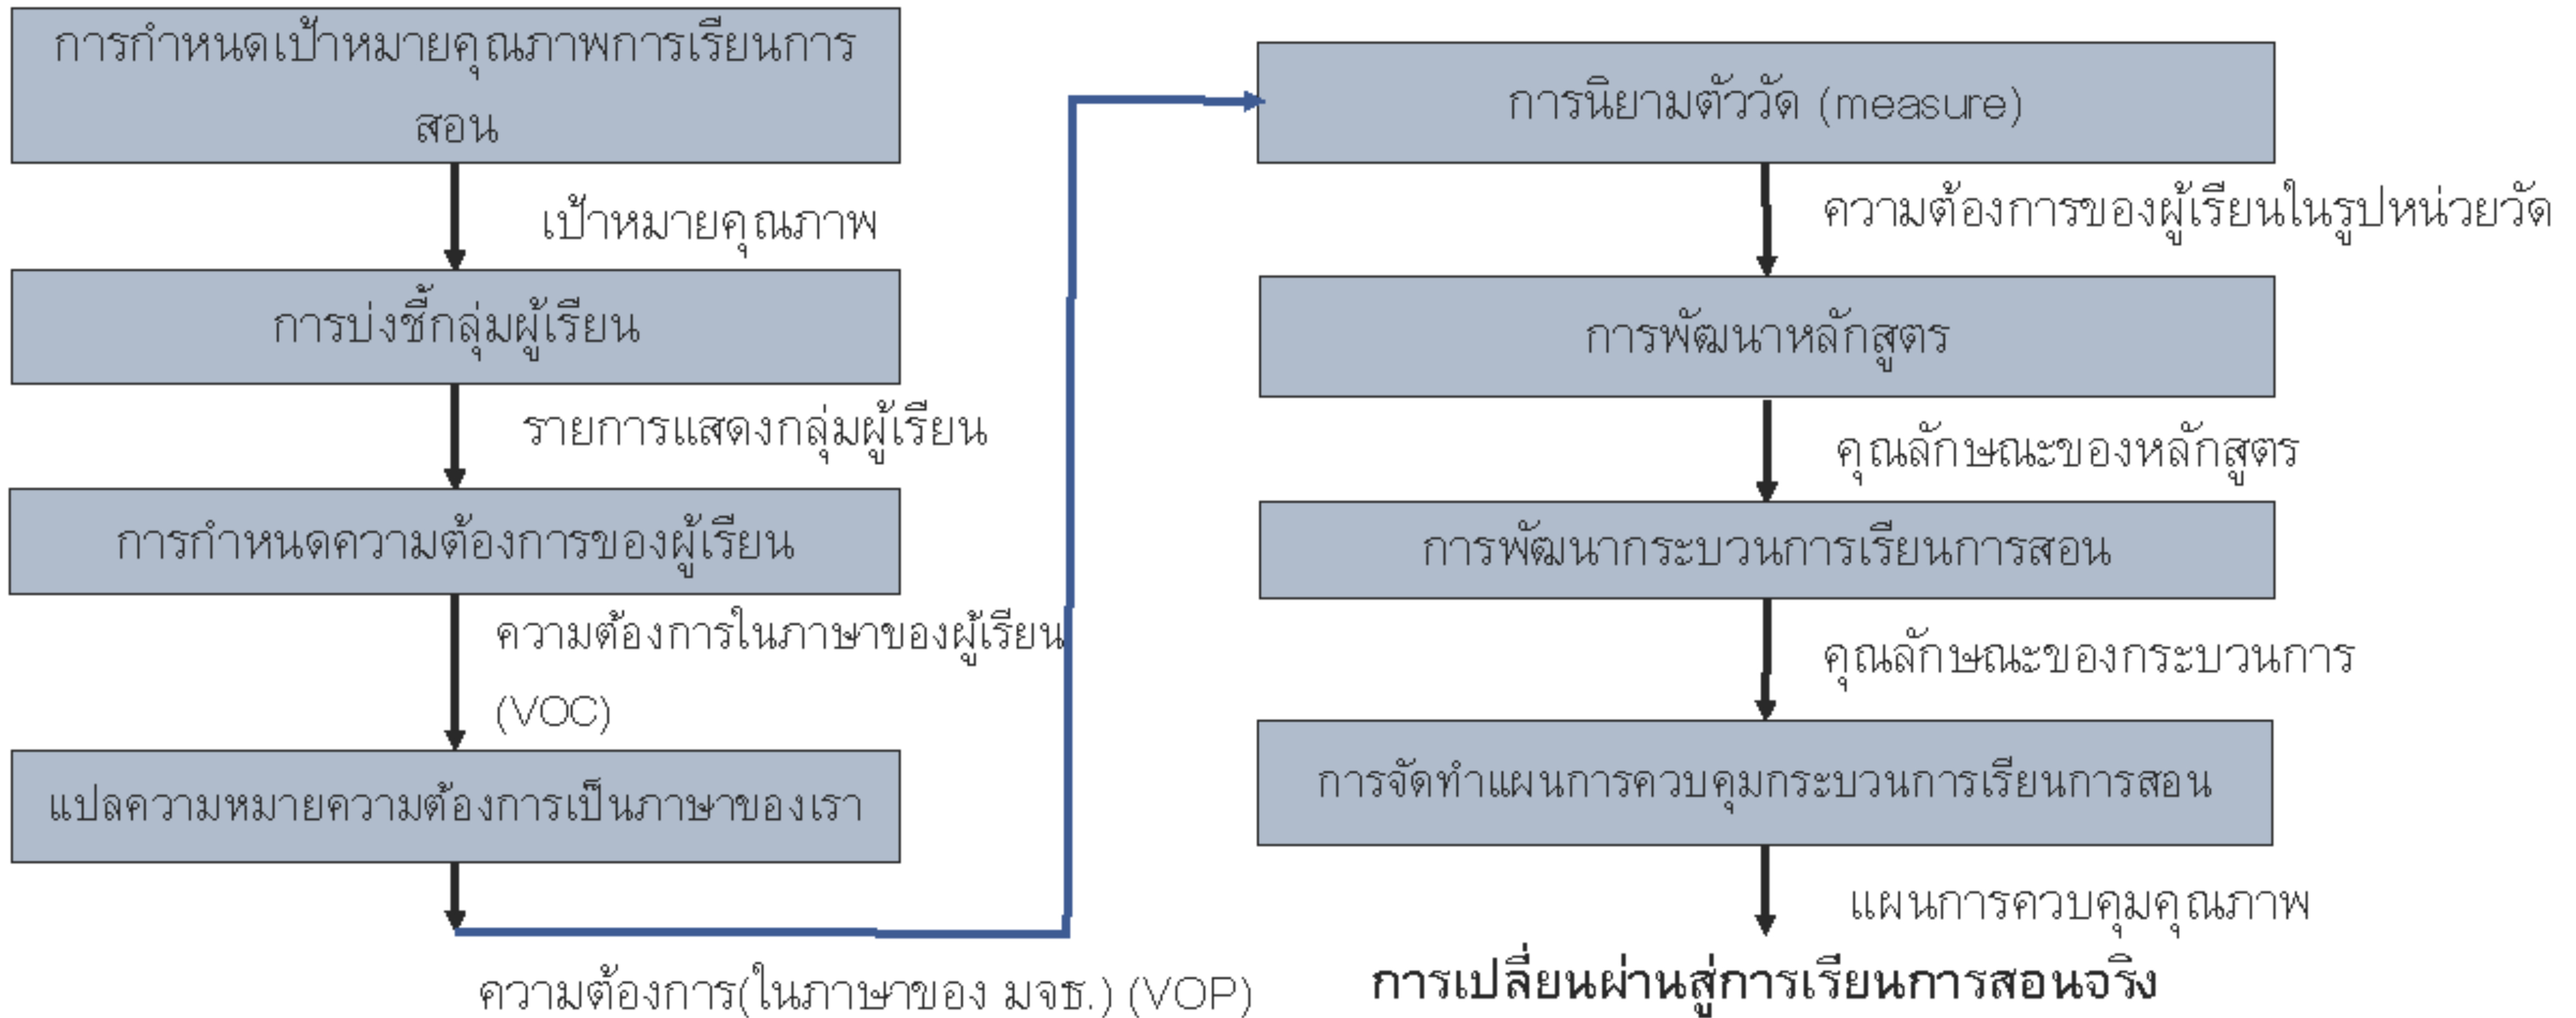 การกำหนดเป้าหมายคุณภาพการเรียนการ
สอน
เป้าหมายคุณภาพ
การบ่งชี้กลุ่มผู้เรียน
รายการแสดงกลุ่มผู้เรียน
การกำหนดความต้องการของผู้เรียน
ความต้องการในภาษาของผู้เรียน
(VOC)
แปลความหมายความต้องการเป็นภาษาของเรา
ความต้องการ(ในภาษาของ มจธ.) (VOP)
การนิยามตัววัด (measure)
ความต้องการของผู้เรียนในรูปหน่วยวัด
การพัฒนาหลักสูตร
คุณลักษณะของหลักสูตร
การพัฒนากระบวนการเรียนการสอน
คุณลักษณะของกระบวนการ
การจัดทำแผนการควบคุมกระบวนการเรียนการสอน
แผนการควบคุมคุณภาพ
การเปลี่ยนผ่านสู่การเรียนการสอนจริง